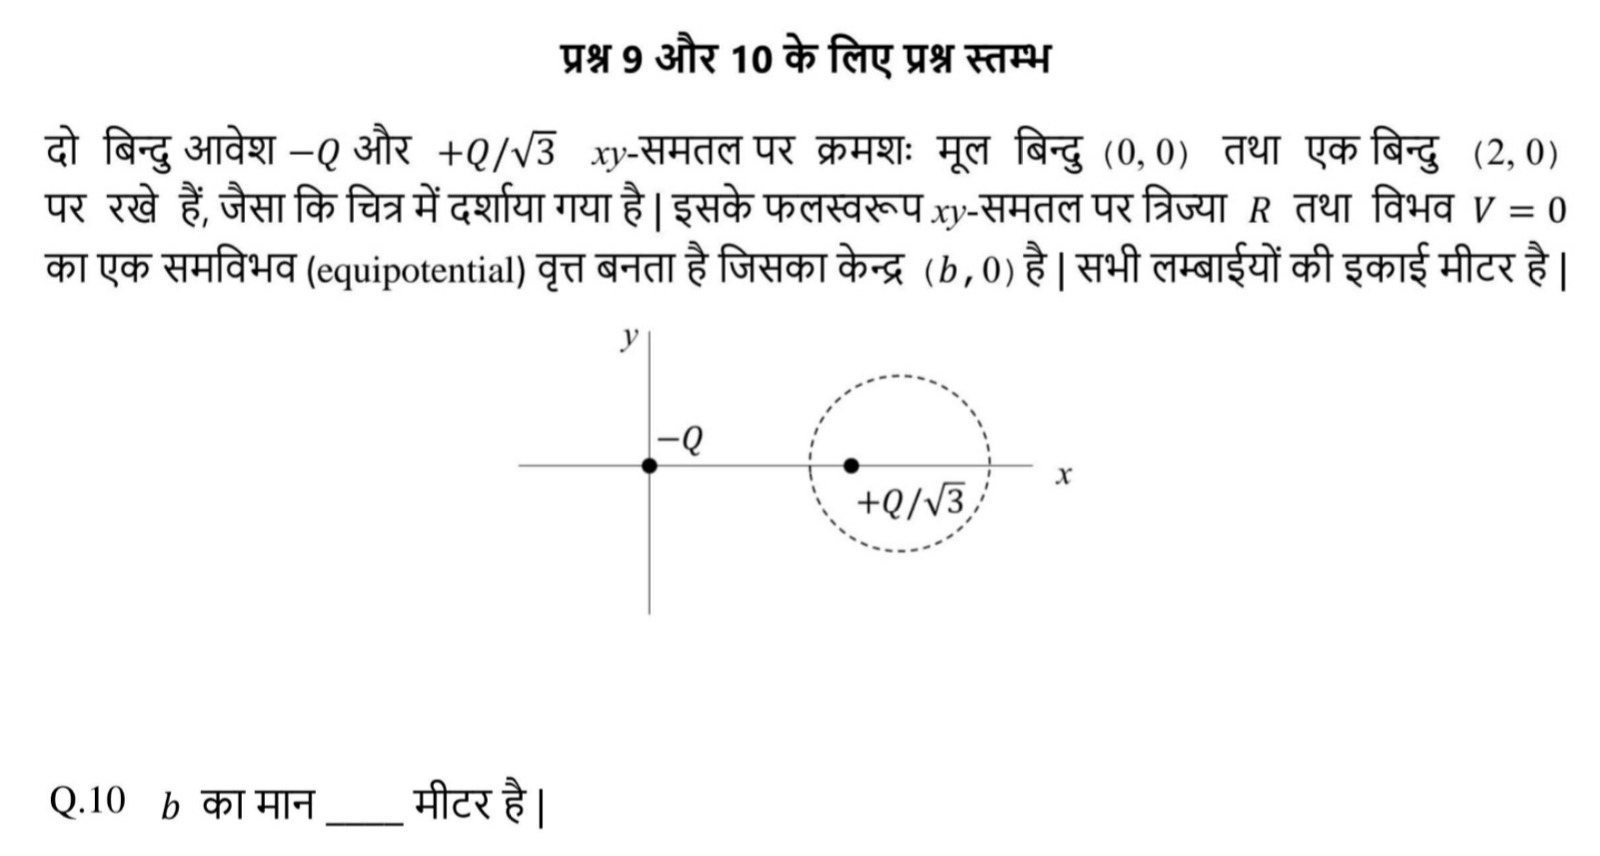 प्रश्न 9 और 10 के लिए प्रश्न स्तम्भ
दो बिन्दु आवेश −Q और +Q/√3 xy-समतल पर क्रमशः मूल बिन्दु (0, 0) तथा एक बिन्दु (2, 0)
पर रखे हैं, जैसा कि चित्र में दर्शाया गया है | इसके फलस्वरूप xy-समतल पर त्रिज्या R तथा विभव V = 0
का एक समविभव (equipotential) वृत्त बनता है जिसका केन्द्र (b, 0) है | सभी लम्बाईयों की इकाई मीटर है |
y
−Q
x
+Q/√3
Q.10 b का मान ____ मीटर है |